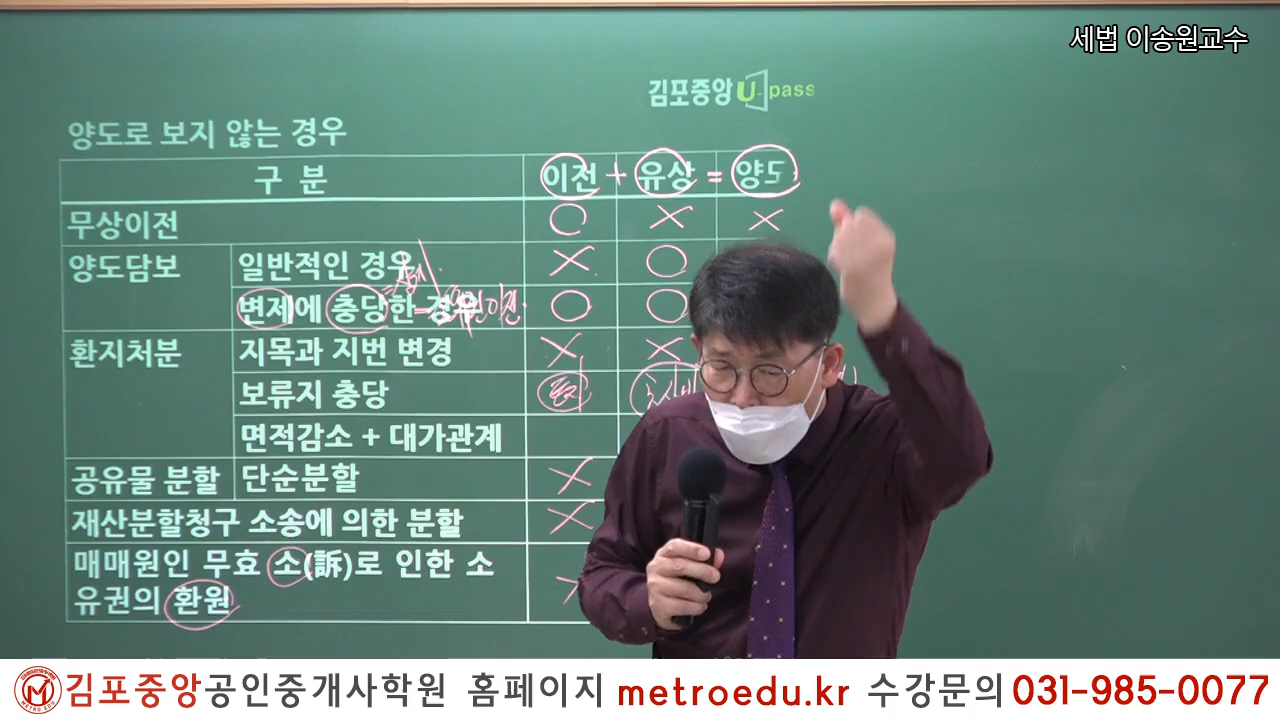 세법 이송원교수
김포중앙 U-pass
양도로 보지 않는 경우
구 분 이전 + 유상 = 양도
무상이전 ○ × ×
양도담보 일반적인 경우 × ○
변제에 충당한 경우 ○ ○
환지처분 지목과 지번 변경 × ×
보류지 충당
면적감소 + 대가관계
공유물 분할 단순분할 ×
재산분할청구 소송에 의한 분할 ×
매매원인 무효 소(訴)로 인한 소
유권의 환원
김포중앙공인중개사학원 홈페이지 metroedu.kr 수강문의 031-985-0077
METRO EDU